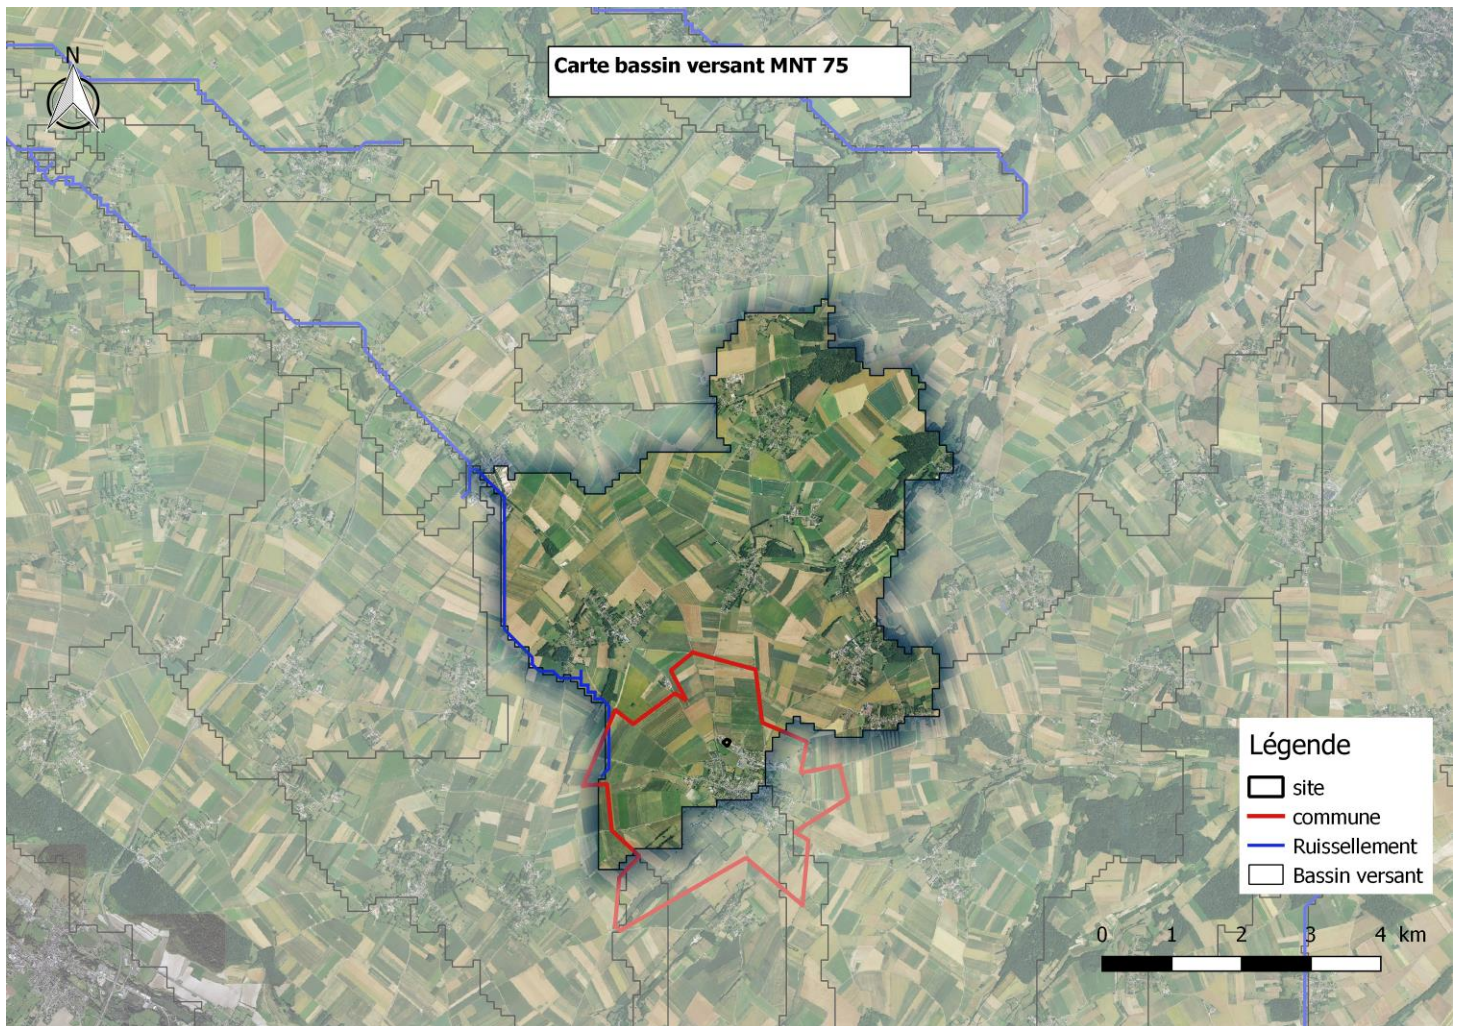 N
Carte bassin versant MNT 75
Légende
site
commune
Ruissellement
Bassin versant
0 1 2 3 4 km